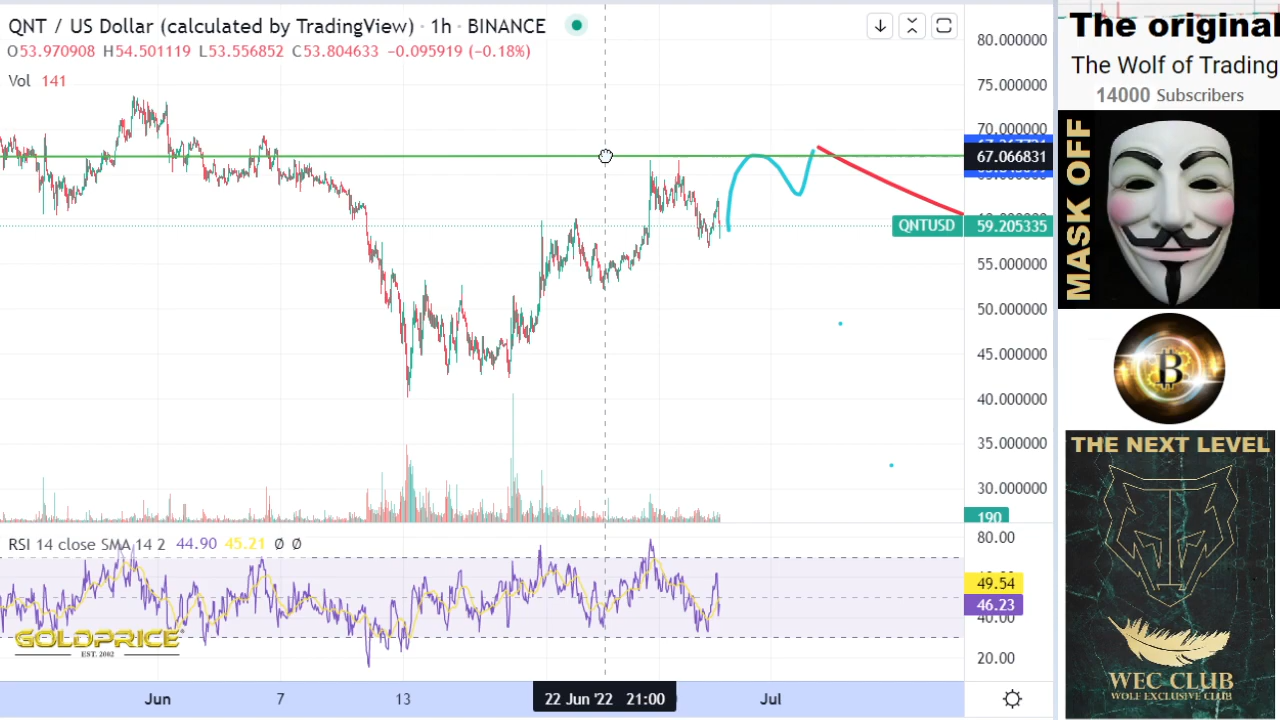 QNT / US Dollar (calculated by TradingView) · 1h · BINANCE
O53.970908 H54.501119 L53.556852 C53.804633 -0.095919 (-0.18%)
Vol 141
80.000000
75.000000
70.000000
67.066831
QNTUSD 59.205335
55.000000
50.000000
45.000000
40.000000
35.000000
30.000000
190
RSI 14 close SMA 14 2 44.90 45.21 Ø Ø
80.00
49.54
46.23
40.00
20.00
GOLDPRICE
EST. 2002
Jun
7
13
22 Jun '22 21:00
Jul
The original
The Wolf of Trading
14000 Subscribers
MASK OFF
B
THE NEXT LEVEL
WEC CLUB
WOLF EXCLUSIVE CLUB